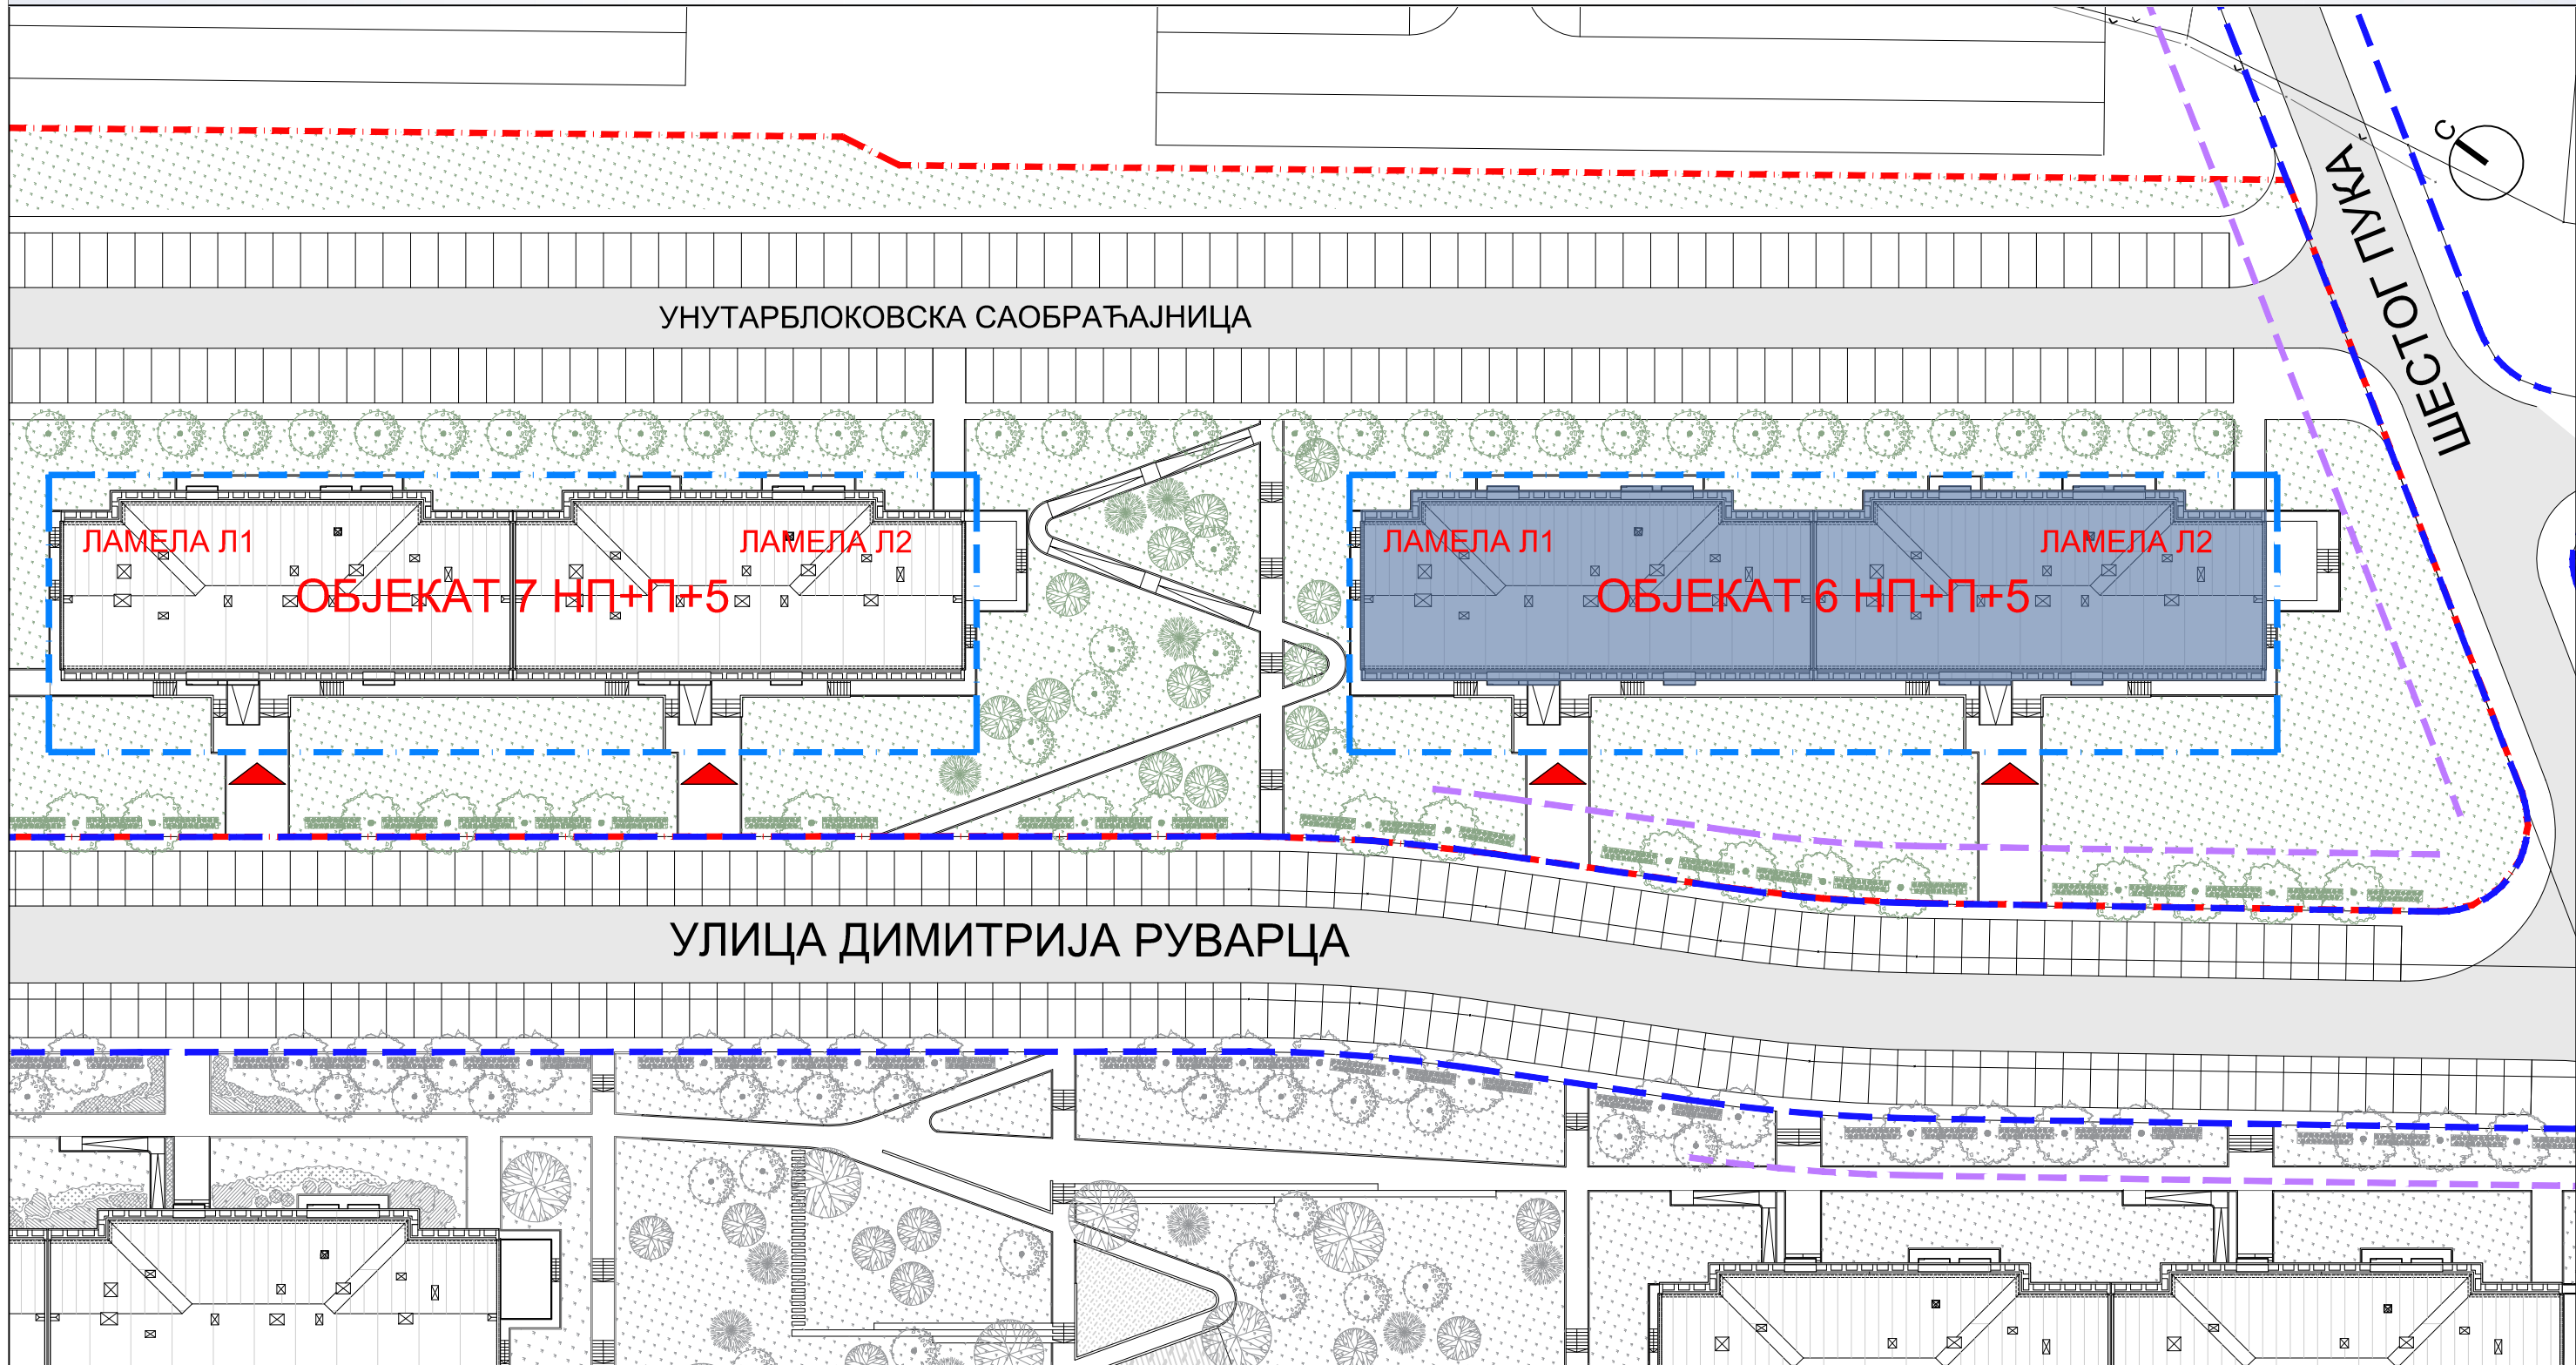 С
ШЕСТОГ ПУКА
УНУТАРБЛОКОВСКА САОБРАЋАЈНИЦА
ЛАМЕЛА Л1
ЛАМЕЛА Л2
ОБЈЕКАТ 7 НП+П+5
ЛАМЕЛА Л1
ЛАМЕЛА Л2
ОБЈЕКАТ 6 НП+П+5
УЛИЦА ДИМИТРИЈА РУВАРЦА